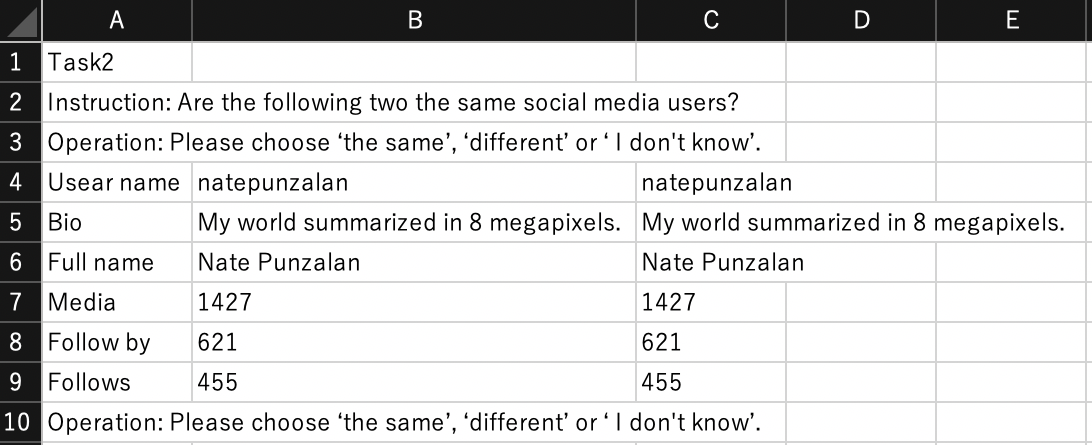 A B C D E
1 Task2
2 Instruction: Are the following two the same social media users?
3 Operation: Please choose ‘the same’, ‘different’ or ‘ I don't know’.
4 Usear name natepunzalan natepunzalan
5 Bio My world summarized in 8 megapixels. My world summarized in 8 megapixels.
6 Full name Nate Punzalan Nate Punzalan
7 Media 1427 1427
8 Follow by 621 621
9 Follows 455 455
10 Operation: Please choose ‘the same’, ‘different’ or ‘ I don't know’.